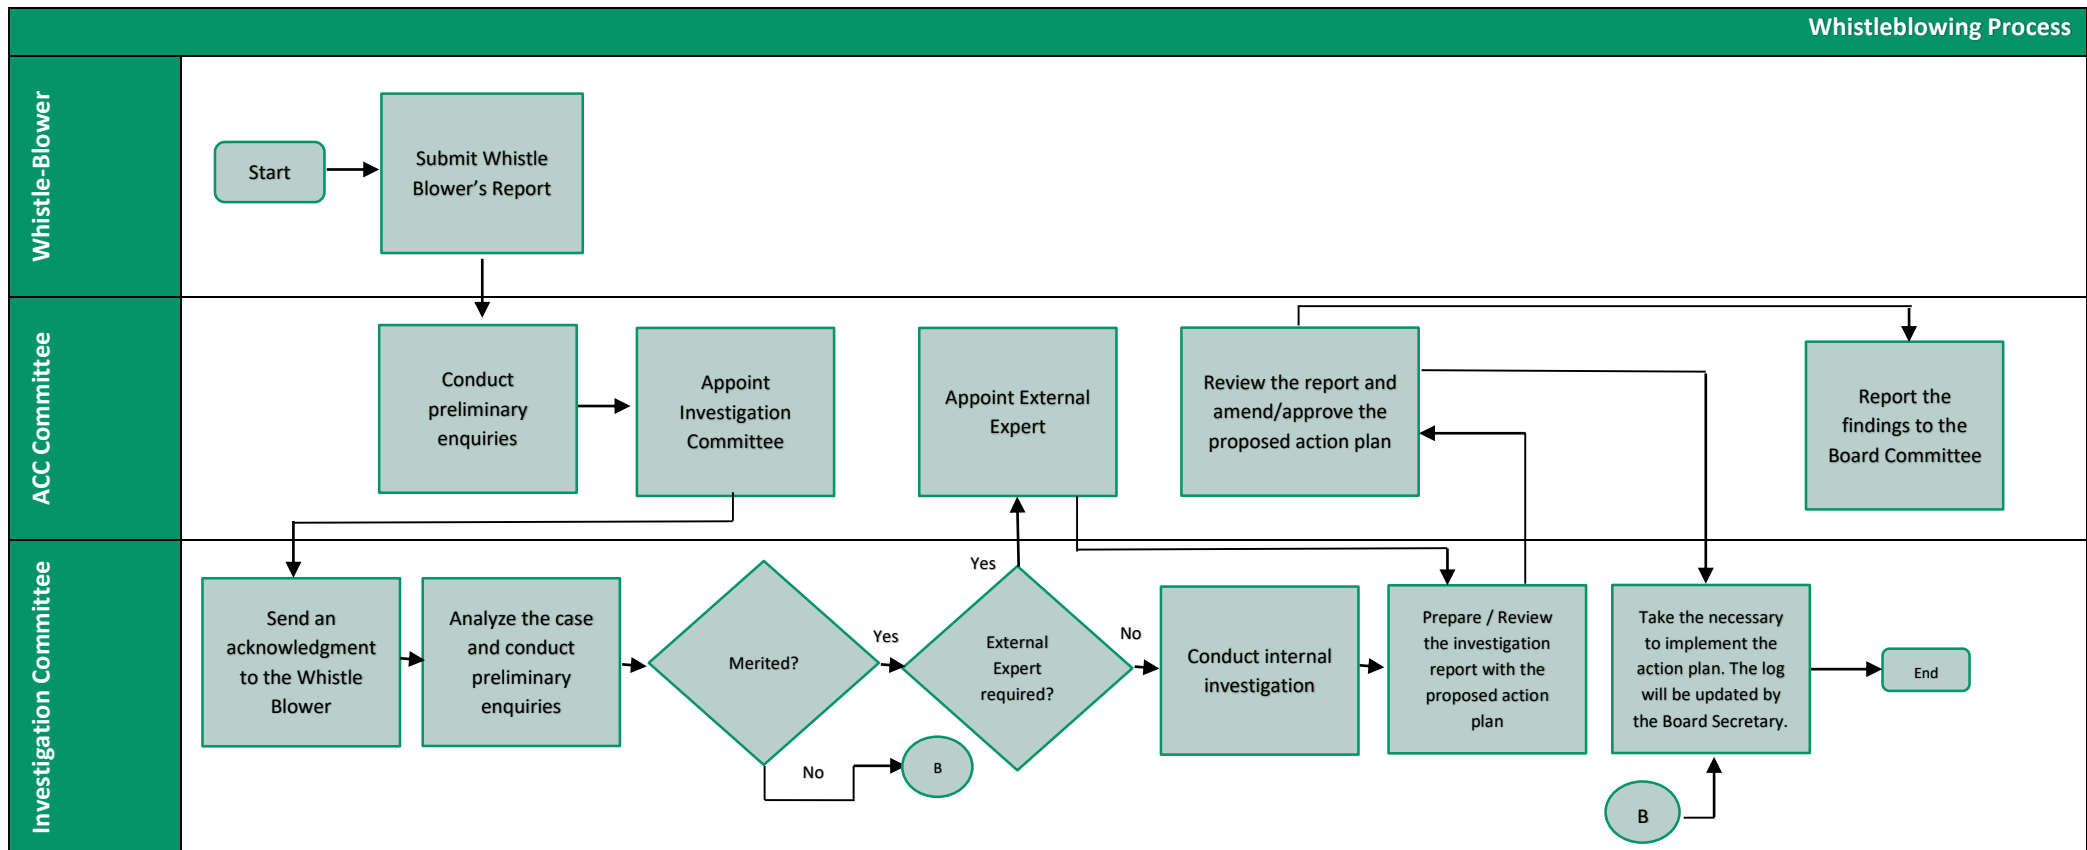 Whistleblowing Process
Whistle-Blower
Start
Submit Whistle
Blower's Report
ACC Committee
Conduct
preliminary
enquiries
Appoint
Investigation
Committee
Appoint External
Expert
Review the report and
amend/approve the
proposed action plan
Report the
findings to the
Board Committee
Investigation Committee
Send an
acknowledgment
to the Whistle
Blower
Analyze the case
and conduct
preliminary
enquiries
Merited?
Yes
No
B
External
Expert
required?
Yes
No
Conduct internal
investigation
Prepare / Review
the investigation
report with the
proposed action
plan
Take the necessary
to implement the
action plan. The log
will be updated by
the Board Secretary.
B
End